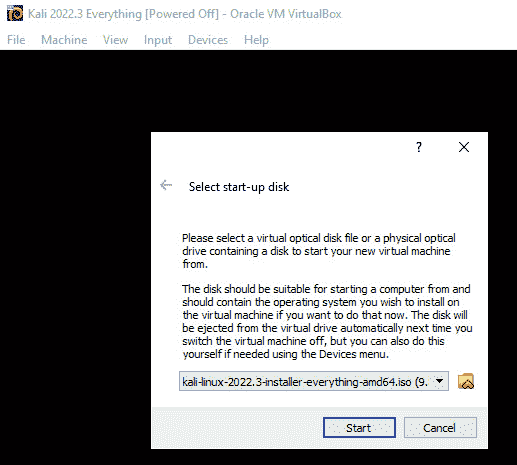 Kali 2022.3 Everything [Powered Off] - Oracle VM VirtualBox
File Machine View Input Devices Help
? 
Select start-up disk
Please select a virtual optical disk file or a physical optical
drive containing a disk to start your new virtual machine
from.
The disk should be suitable for starting a computer from and
should contain the operating system you wish to install on
the virtual machine if you want to do that now. The disk will
be ejected from the virtual drive automatically next time you
switch the virtual machine off, but you can also do this
yourself if needed using the Devices menu.
kali-linux-2022.3-installer-everything-amd64.iso (9.
Start Cancel